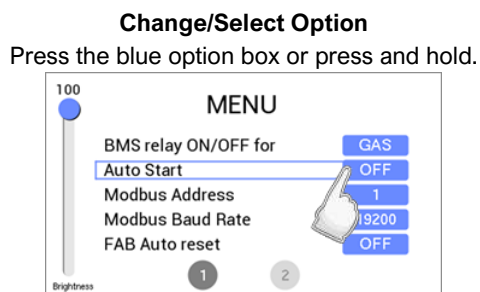 Change/Select Option
Press the blue option box or press and hold.
100
MENU
BMS relay ON/OFF for GAS
Auto Start OFF
Modbus Address 1
Modbus Baud Rate 19200
FAB Auto reset OFF
1 2
Brightness